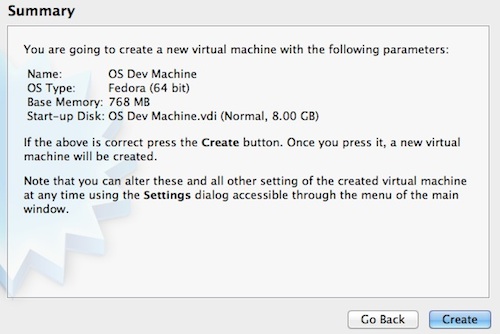 Summary
You are going to create a new virtual machine with the following parameters:
Name: OS Dev Machine
OS Type: Fedora (64 bit)
Base Memory: 768 MB
Start-up Disk: OS Dev Machine.vdi (Normal, 8.00 GB)
If the above is correct press the Create button. Once you press it, a new virtual
machine will be created.
Note that you can alter these and all other setting of the created virtual machine
at any time using the Settings dialog accessible through the menu of the main
window.
Go Back Create